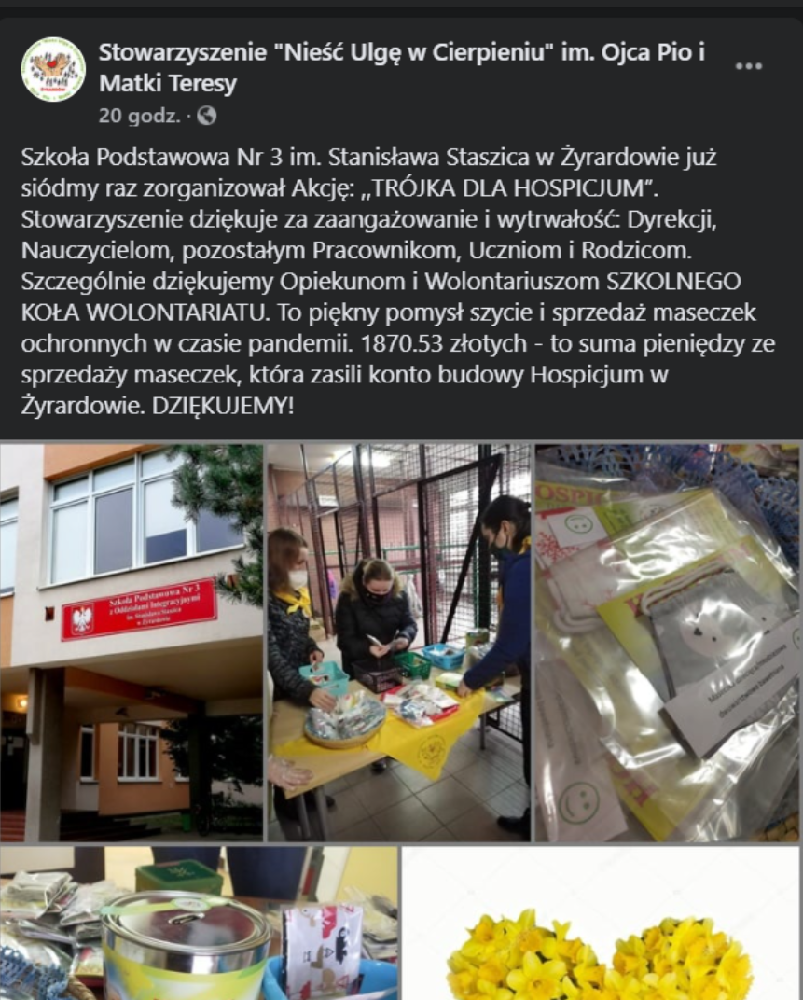 Stowarzyszenie "Nieść Ulgę w Cierpieniu" im. Ojca Pio i
Matki Teresy
20 godz. ·
Szkoła Podstawowa Nr 3 im. Stanisława Staszica w Żyrardowie już
siódmy raz zorganizował Akcję: ,,TRÓJKA DLA HOSPICJUM”.
Stowarzyszenie dziękuje za zaangażowanie i wytrwałość: Dyrekcji,
Nauczycielom, pozostałym Pracownikom, Uczniom i Rodzicom.
Szczególnie dziękujemy Opiekunom i Wolontariuszom SZKOLNEGO
KOŁA WOLONTARIATU. To piękny pomysł szycie i sprzedaż maseczek
ochronnych w czasie pandemii. 1870.53 złotych - to suma pieniędzy ze
sprzedaży maseczek, która zasili konto budowy Hospicjum w
Żyrardowie. DZIĘKUJEMY!
Szkoła Podstawowa Nr 3
z Oddziałami Integracyjnymi
im. Stanisława Staszica
w Żyrardowie
OSPIC
dwuwarstwowa bawełniana